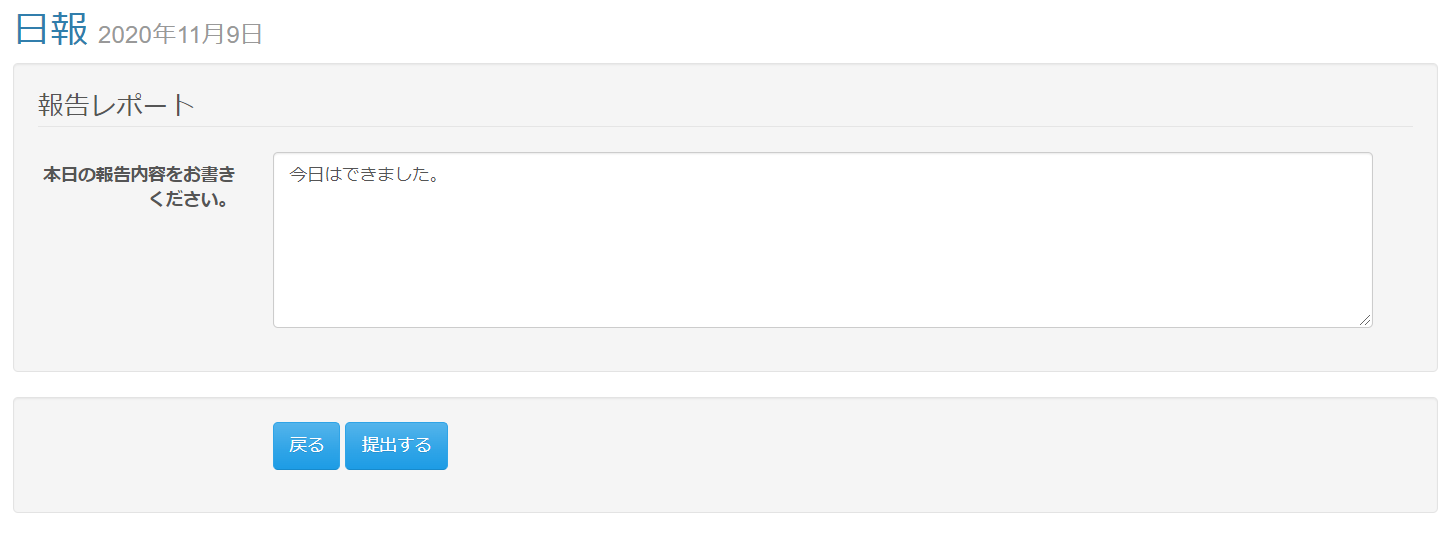 日報 2020年11月9日
報告レポート
本日の報告内容をお書き
ください。
今日はできました。
戻る 提出する